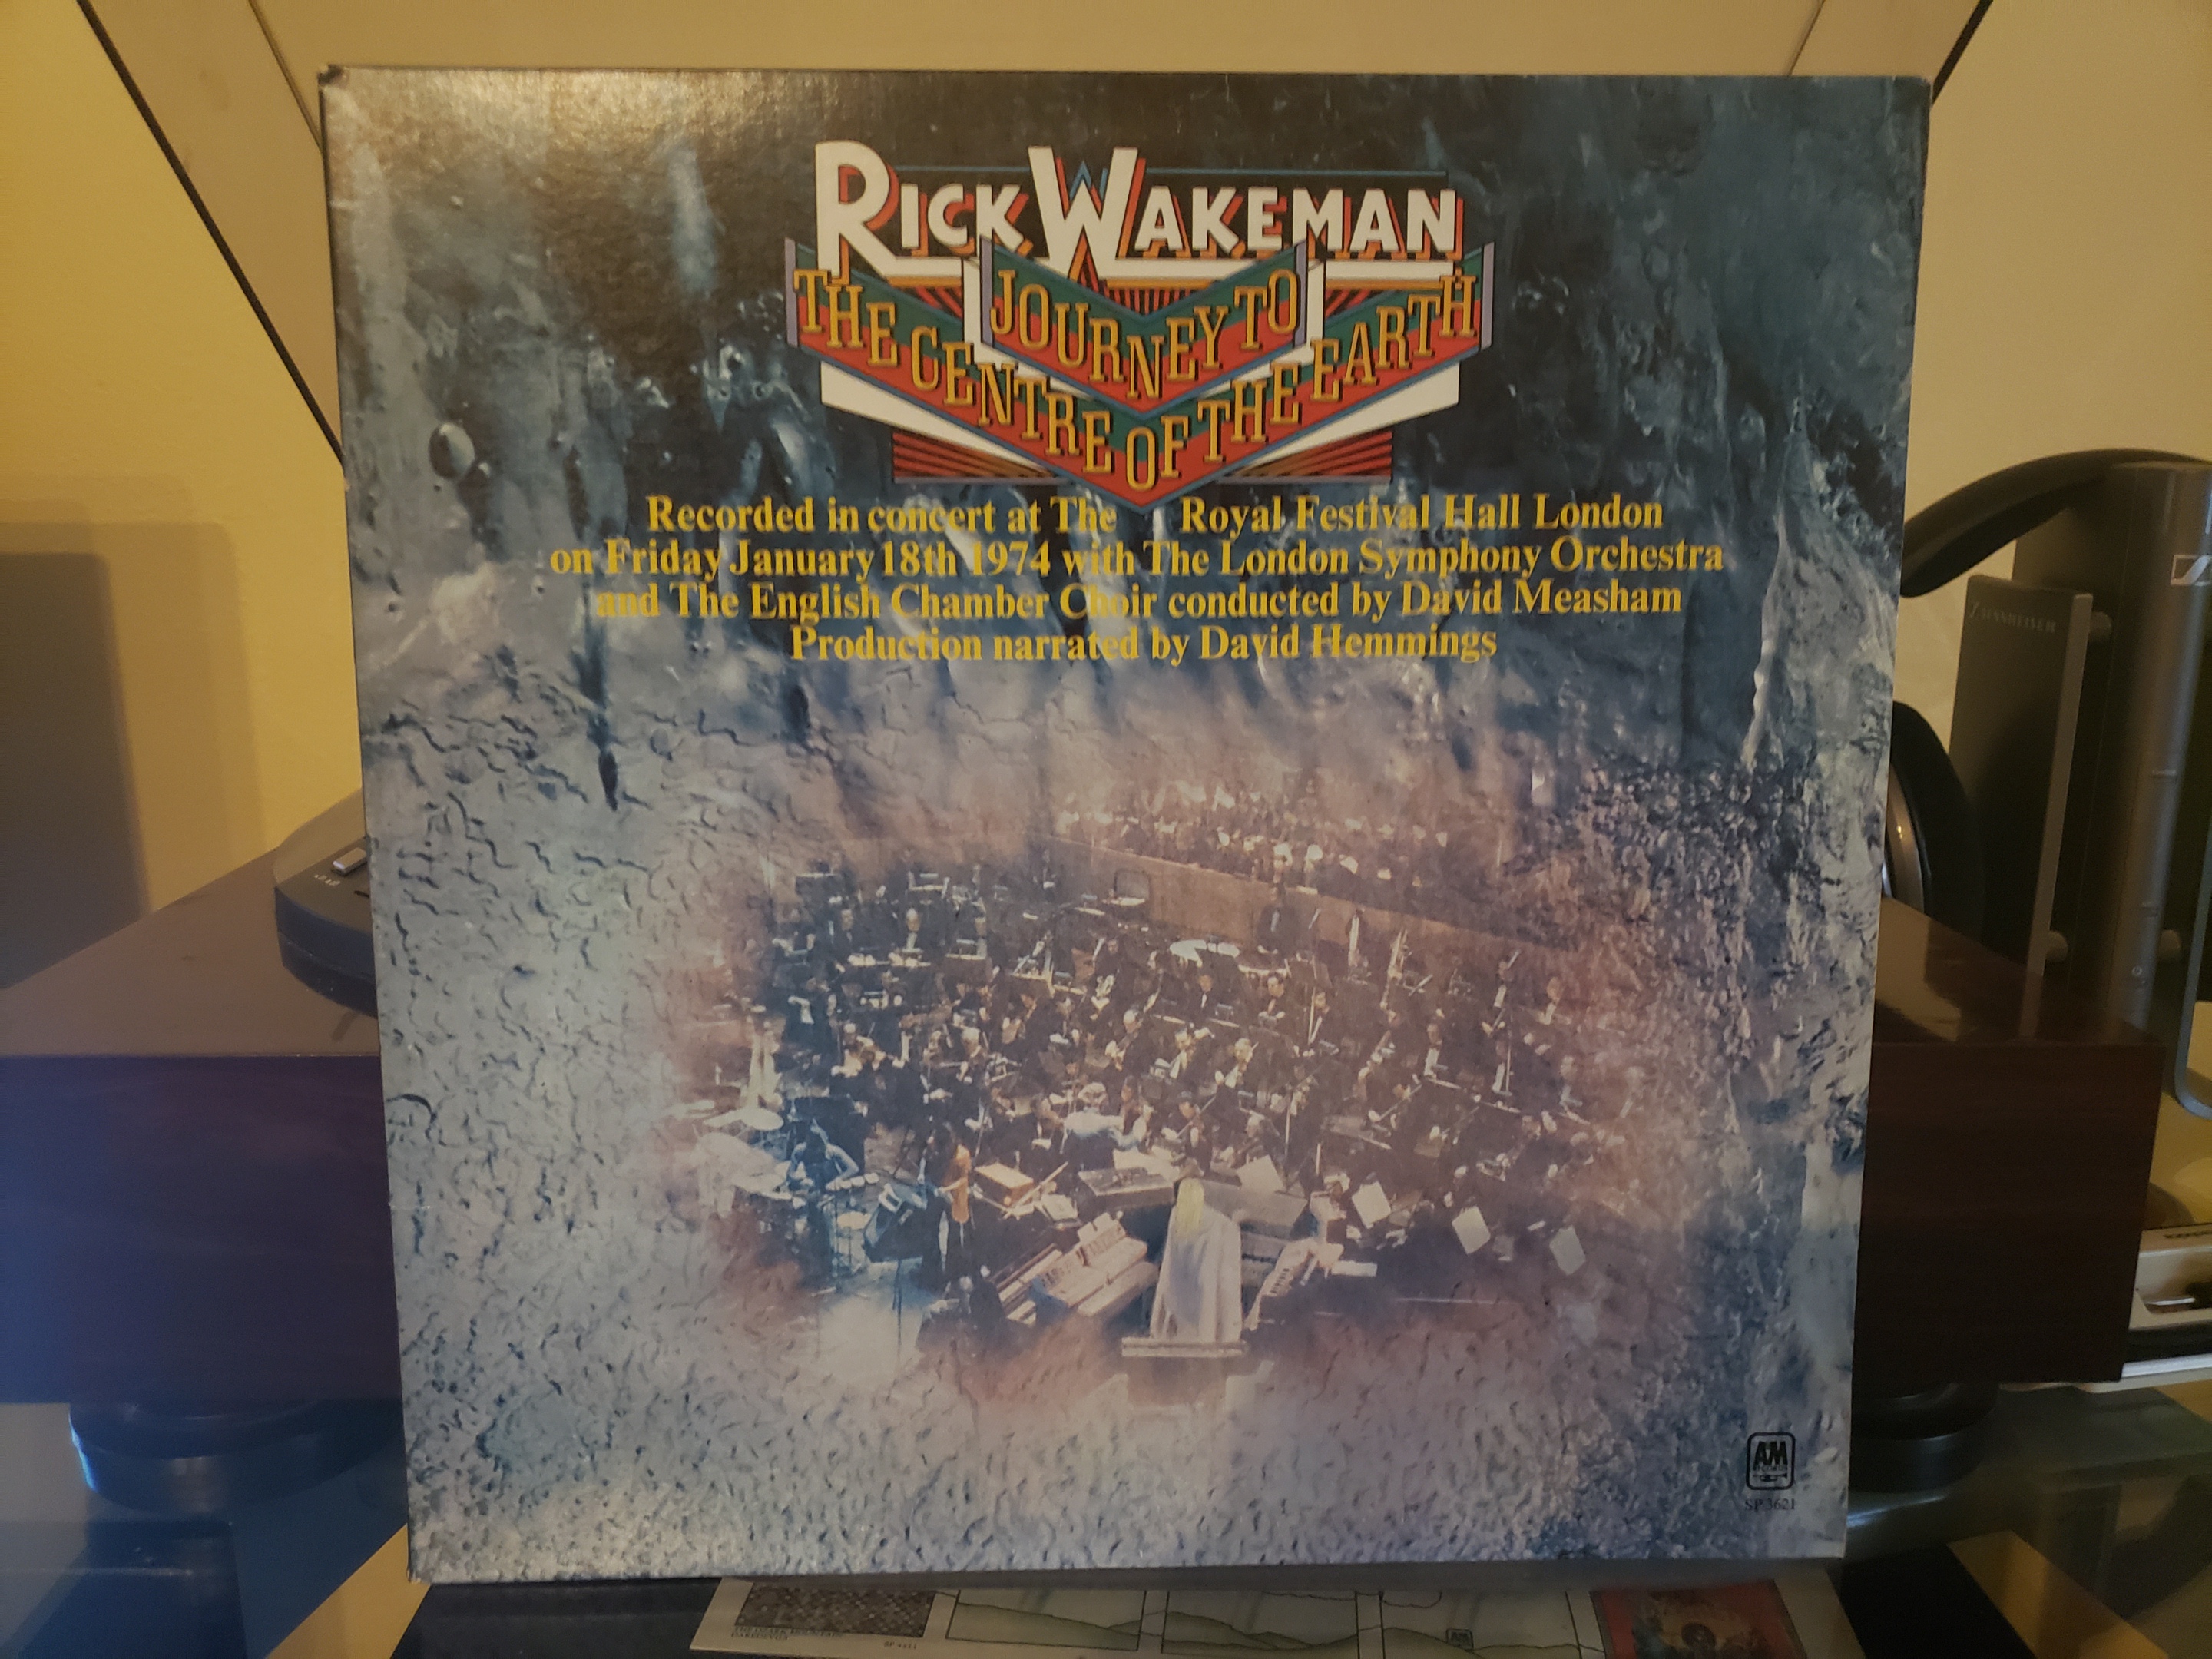 RICK WAKEMAN
JOURNEY TO
THE CENTRE OF THE EARTH
Recorded in concert at The Royal Festival Hall London
on Friday January 18th 1974 with The London Symphony Orchestra
and The English Chamber Choir conducted by David Measham
Production narrated by David Hemmings
SENNHEISER
A&M
RECORDS
SP 3621